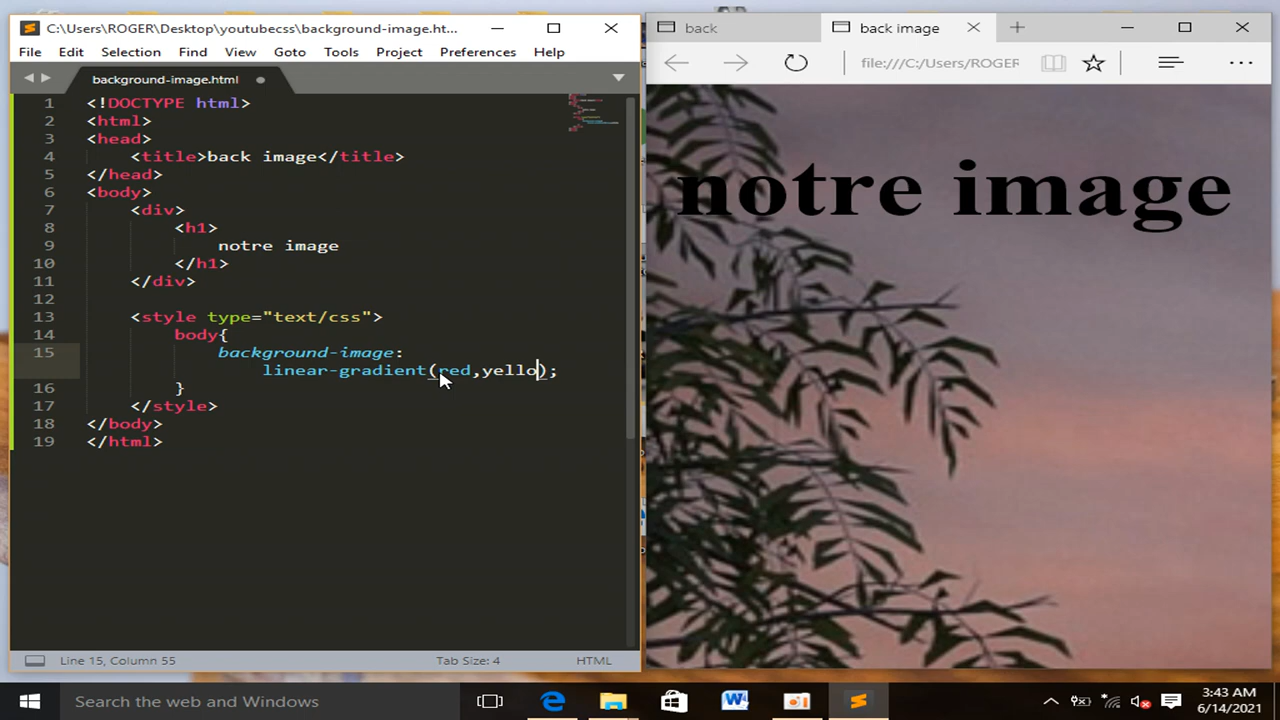 C:\Users\ROGER\Desktop\youtubecss\background-image.ht...
File Edit Selection Find View Goto Tools Project Preferences Help
background-image.html
1 <!DOCTYPE html>
2 <html>
3 <head>
4 <title>back image</title>
5 </head>
6 <body>
7 <div>
8 <h1>
9 notre image
10 </h1>
11 </div>
12
13 <style type="text/css">
14 body{
15 background-image:
linear-gradient(red,yello);
16 }
17 </style>
18 </body>
19 </html>
Line 15, Column 55 Tab Size: 4 HTML
back back image
file:///C:/Users/ROGER
notre image
Search the web and Windows
3:43 AM
6/14/2021